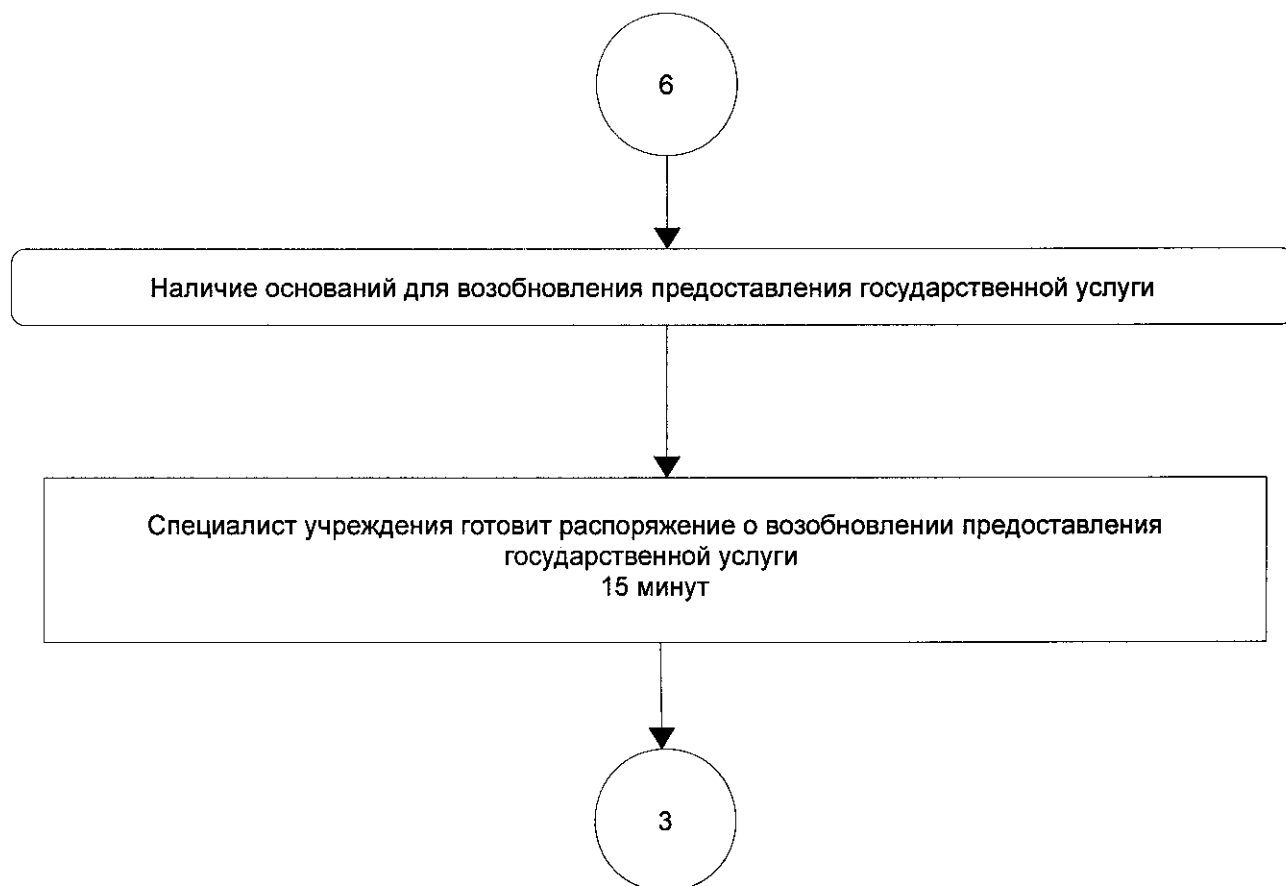 6
Наличие оснований для возобновления предоставления государственной услуги
Специалист учреждения готовит распоряжение о возобновлении предоставления
государственной услуги
15 минут
3